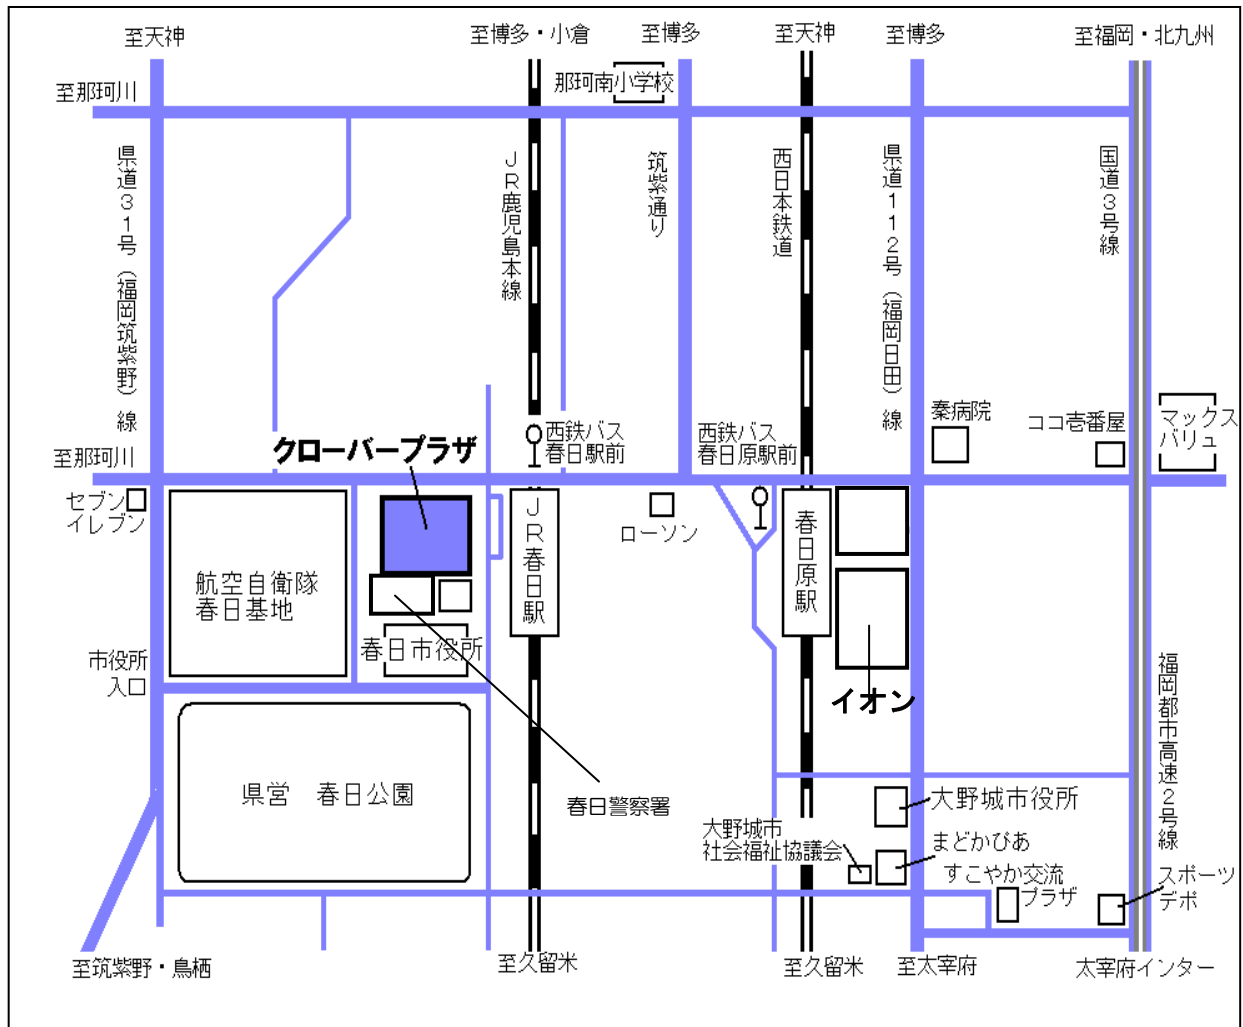 至天神
至博多・小倉
至博多
至天神
至博多
至福岡・北九州
那珂南小学校
至那珂川
県道31号(福岡筑紫野)線
JR鹿児島本線
筑紫通り
西日本鉄道
県道112号(福岡日田)線
国道3号線
秦病院
ココ壱番屋
マックス
バリュ
西鉄バス
春日駅前
西鉄バス
春日原駅前
クローバープラザ
至那珂川
セブン
イレブン
ローソン
JR春日駅
春日原駅
航空自衛隊
春日基地
春日市役所
市役所
入口
イオン
福岡都市高速2号線
県営 春日公園
春日警察署
大野城市役所
大野城市
社会福祉協議会
まどかぴあ
すこやか交流
プラザ
スポーツ
デポ
至筑紫野・鳥栖
至久留米
至久留米
至太宰府
太宰府インター